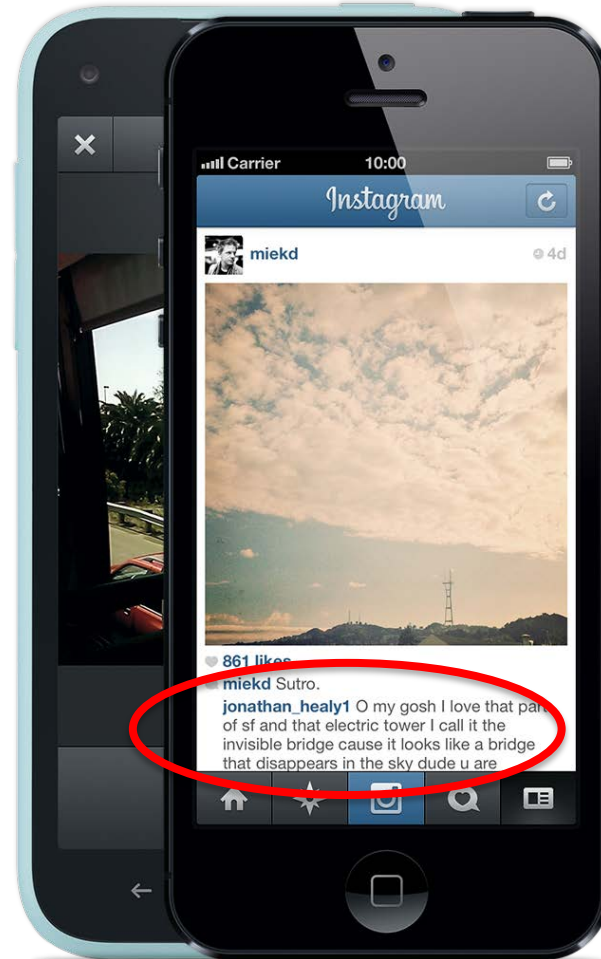 Carrier 10:00
Instagram
miekd 4d
861 likes
miekd Sutro.
jonathan_healy1 O my gosh I love that part
of sf and that electric tower I call it the
invisible bridge cause it looks like a bridge
that disappears in the sky dude u are